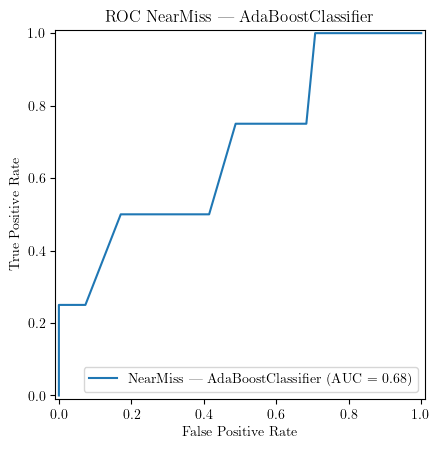 ROC NearMiss — AdaBoostClassifier
1.0
0.8
0.6
0.4
0.2
0.0
True Positive Rate
NearMiss — AdaBoostClassifier (AUC = 0.68)
0.0 0.2 0.4 0.6 0.8 1.0
False Positive Rate